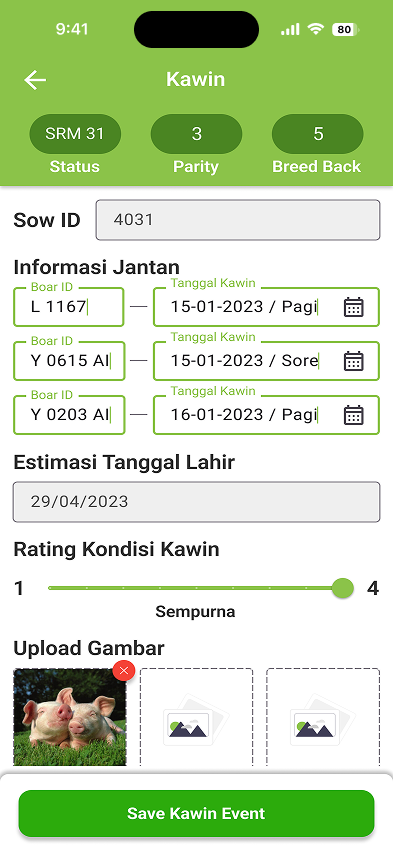 9:41
80
Kawin
SRM 31 3 5
Status Parity Breed Back
Sow ID 4031
Informasi Jantan
Boar ID Tanggal Kawin
L 1167 15-01-2023 / Pagi
Boar ID Tanggal Kawin
Y 0615 AI 15-01-2023 / Sore
Boar ID Tanggal Kawin
Y 0203 AI 16-01-2023 / Pagi
Estimasi Tanggal Lahir
29/04/2023
Rating Kondisi Kawin
1 4
Sempurna
Upload Gambar
Save Kawin Event